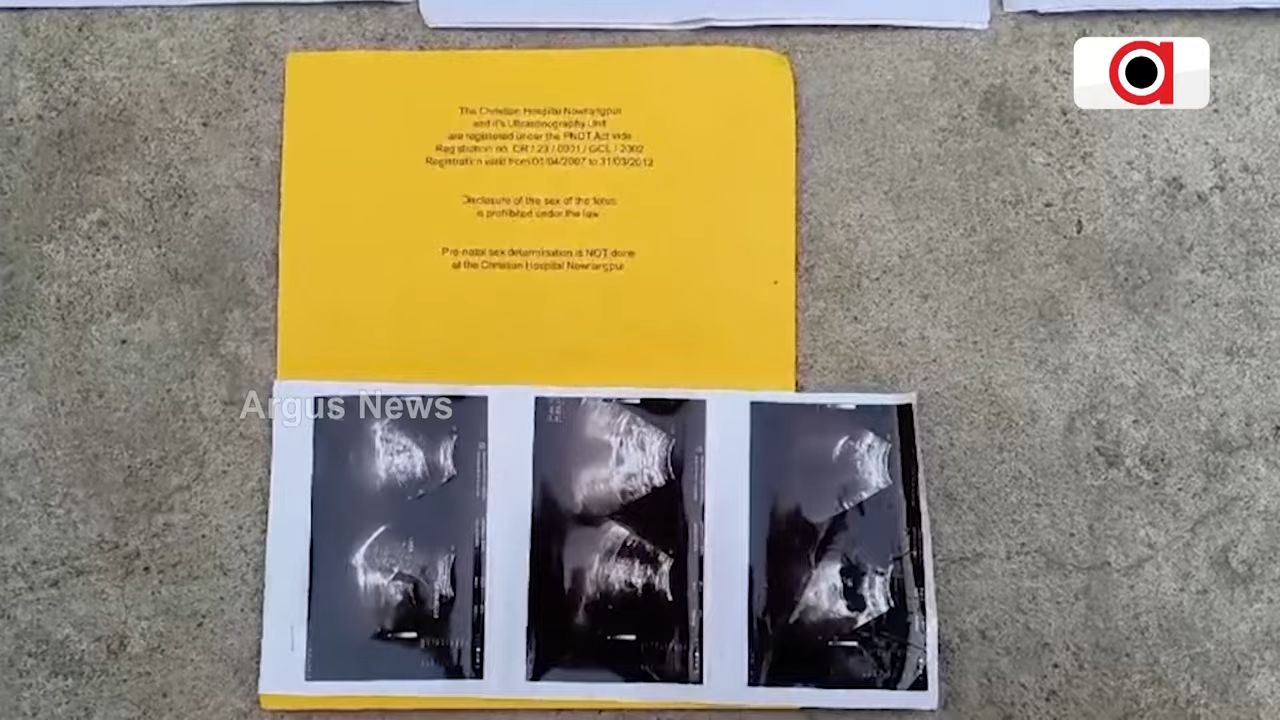 The Christian Hospital Nowrangpur
and it's Ultrasonography Unit
are registered under the PNDT Act vide
Registration no. CR / 23 / 0931 / GCL / 2002
Registration valid from 01/04/2007 to 31/03/2012
Disclosure of the sex of the fetus
is prohibited under the law
Pre-natal sex determination is NOT done
at the Christian Hospital Nowrangpur
Argus News